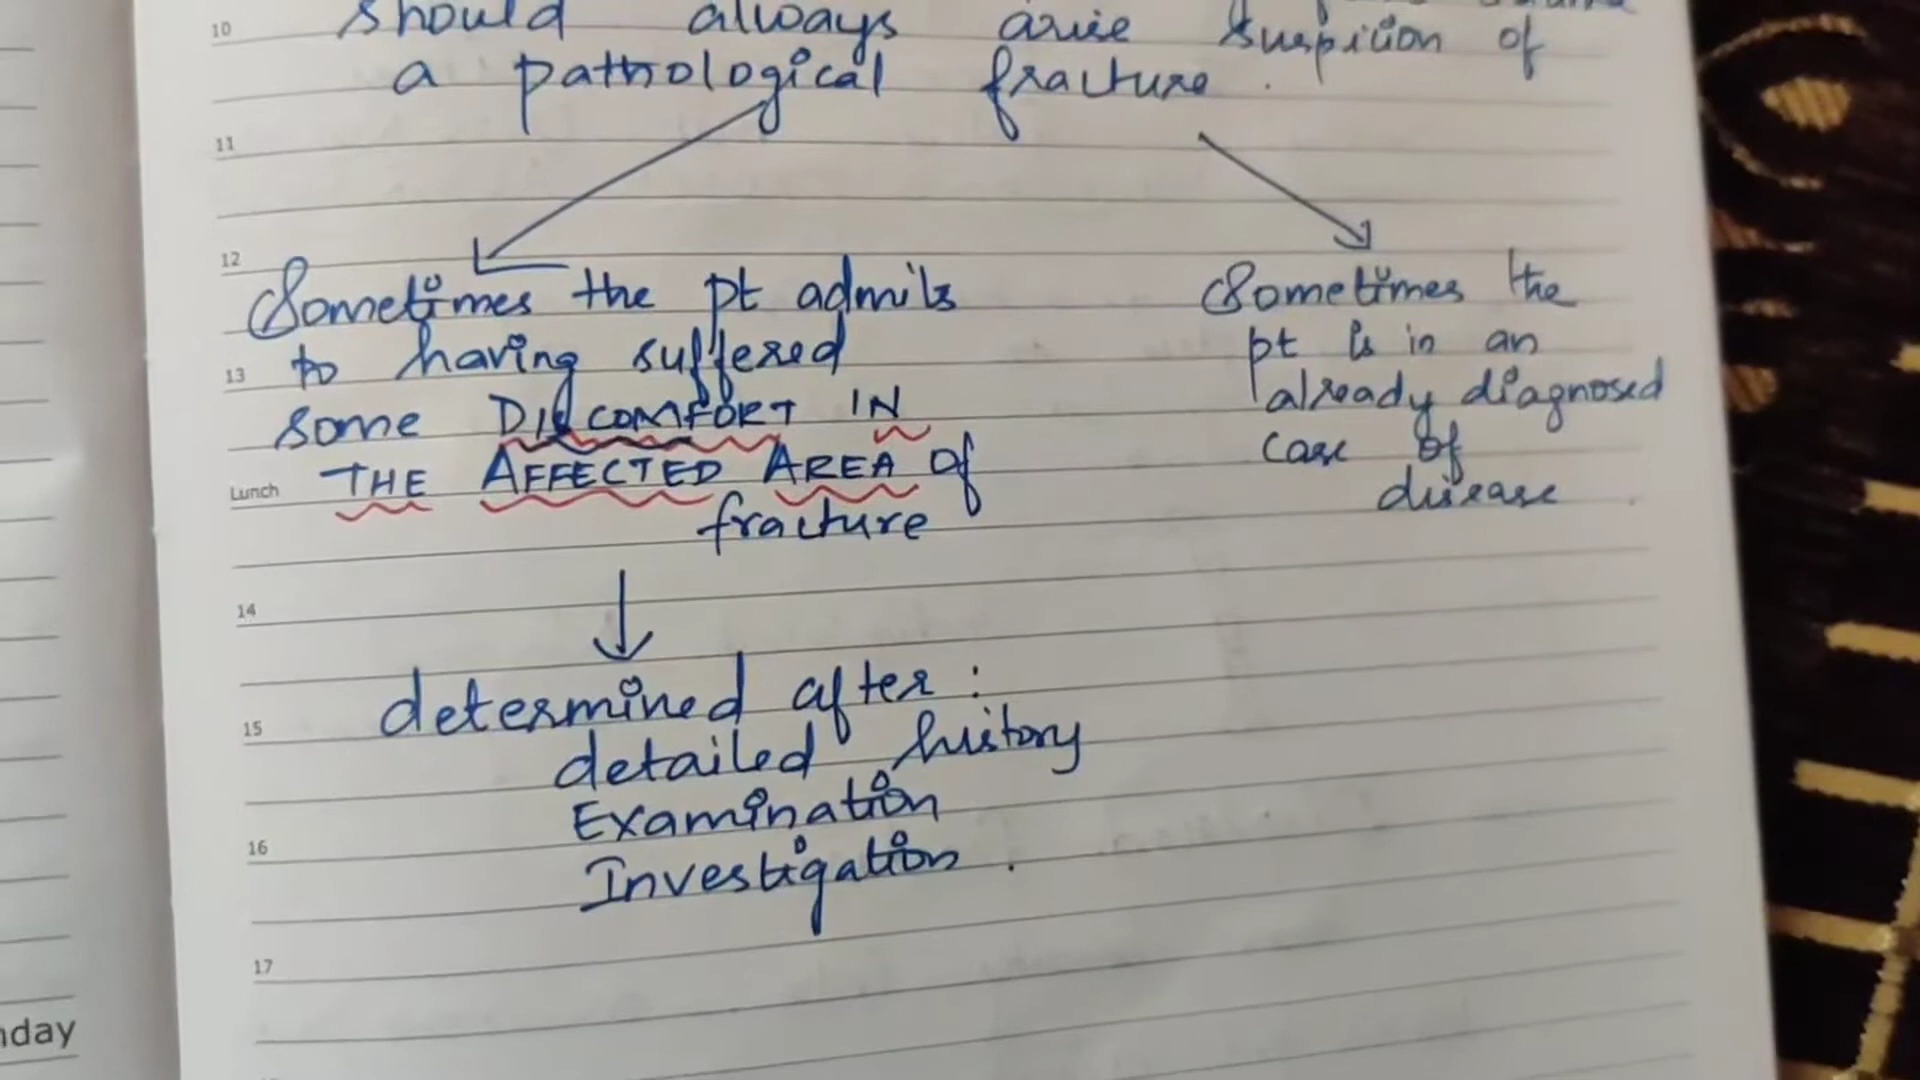 10
should always arise suspicion of
a pathological fracture.
11
12
Sometimes the pt admits
to having suffered
13
some DISCOMFORT IN
THE AFFECTED AREA of
Lunch
fracture
Sometimes the
pt is in an
already diagnosed
case of
disease
14
determined after :
15
detailed history
Examination
16
Investigation.
17
nday